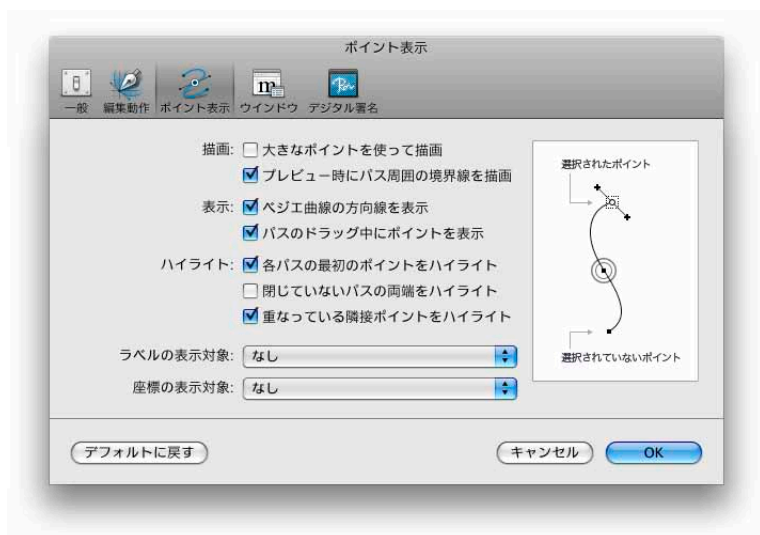 ポイント表示
一般 編集動作 ポイント表示 ウインドウ デジタル署名
描画: 大きなポイントを使って描画
プレビュー時にパス周囲の境界線を描画
表示: ベジエ曲線の方向線を表示
パスのドラッグ中にポイントを表示
ハイライト: 各パスの最初のポイントをハイライト
閉じていないパスの両端をハイライト
重なっている隣接ポイントをハイライト
ラベルの表示対象: なし
座標の表示対象: なし
選択されたポイント
選択されていないポイント
デフォルトに戻す キャンセル OK